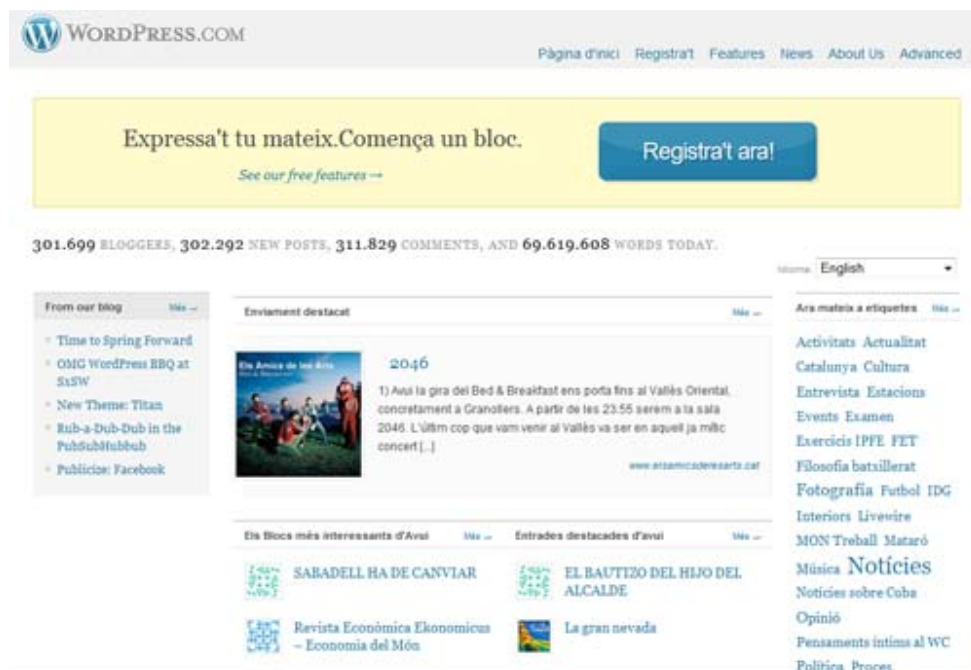 WORDPRESS.COM
Pàgina d'inici Registra't Features News About Us Advanced
Expressa't tu mateix.Comença un bloc.
See our free features →
Registra't ara!
301.699 BLOGGERS, 302.292 NEW POSTS, 311.829 COMMENTS, AND 69.619.608 WORDS TODAY.
Idioma: English
From our blog Més →
Time to Spring Forward
OMG WordPress BBQ at
SxSW
New Theme: Titan
Rub-a-Dub-Dub in the
PubSubHubbub
Publicize: Facebook
Enviament destacat Més →
Els Amics de les Arts
2046
1) Avui la gira del Bed & Breakfast ens porta fins al Vallès Oriental,
concretament a Granollers. A partir de les 23:55 serem a la sala
2046. L'últim cop que vam venir al Vallès va ser en aquell ja mític
concert [...]
www.elsamicsdelesarts.cat
Els Blocs més interessants d'Avui Més →
SABADELL HA DE CANVIAR
Revista Econòmica Ekonomicus
– Economia del Món
Entrades destacades d'avui Més →
EL BAUTIZO DEL HIJO DEL
ALCALDE
La gran nevada
Ara mateix a etiquetes Més →
Activitats Actualitat
Catalunya Cultura
Entrevista Estacions
Events Examen
Exercicis IPFE FET
Filosofia batxillerat
Fotografia Futbol IDG
Interiors Livewire
MON Treball Mataró
Música Notícies
Noticies sobre Cuba
Opinió
Pensaments íntims al WC
Política Proces